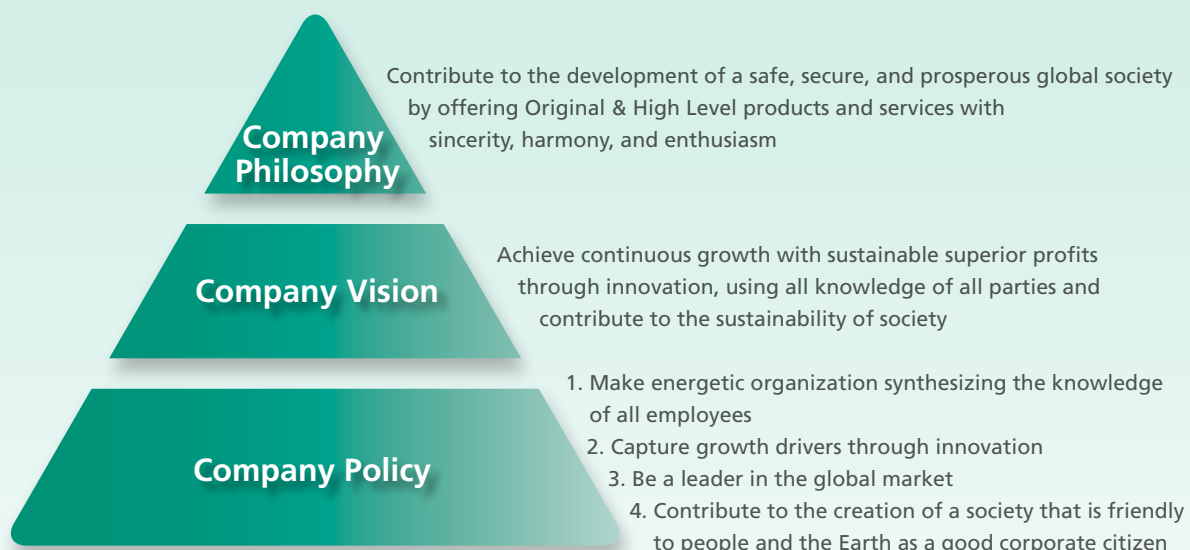 Company
Philosophy
Contribute to the development of a safe, secure, and prosperous global society
by offering Original & High Level products and services with
sincerity, harmony, and enthusiasm
Company Vision
Achieve continuous growth with sustainable superior profits
through innovation, using all knowledge of all parties and
contribute to the sustainability of society
Company Policy
1. Make energetic organization synthesizing the knowledge
of all employees
2. Capture growth drivers through innovation
3. Be a leader in the global market
4. Contribute to the creation of a society that is friendly
to people and the Earth as a good corporate citizen